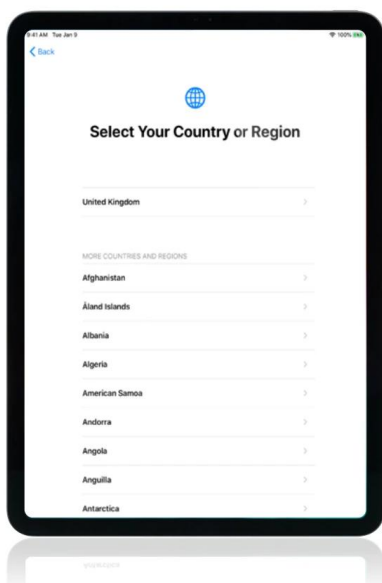 9:41 AM Tue Jan 9
100%
Back
Select Your Country or Region
United Kingdom
MORE COUNTRIES AND REGIONS
Afghanistan
Åland Islands
Albania
Algeria
American Samoa
Andorra
Angola
Anguilla
Antarctica